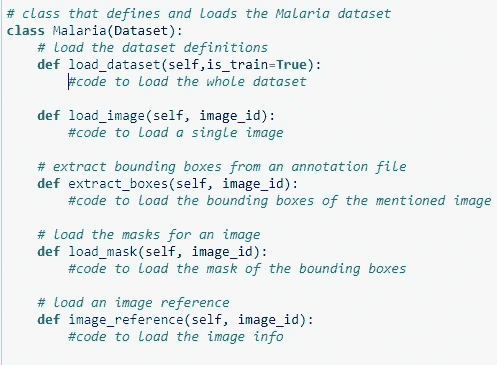 # class that defines and loads the Malaria dataset
class Malaria(Dataset):
    # load the dataset definitions
    def load_dataset(self,is_train=True):
        #code to load the whole dataset
    def load_image(self, image_id):
        #code to load a single image
    # extract bounding boxes from an annotation file
    def extract_boxes(self, image_id):
        #code to load the bounding boxes of the mentioned image
    # load the masks for an image
    def load_mask(self, image_id):
        #code to load the mask of the bounding boxes
    # load an image reference
    def image_reference(self, image_id):
        #code to load the image info